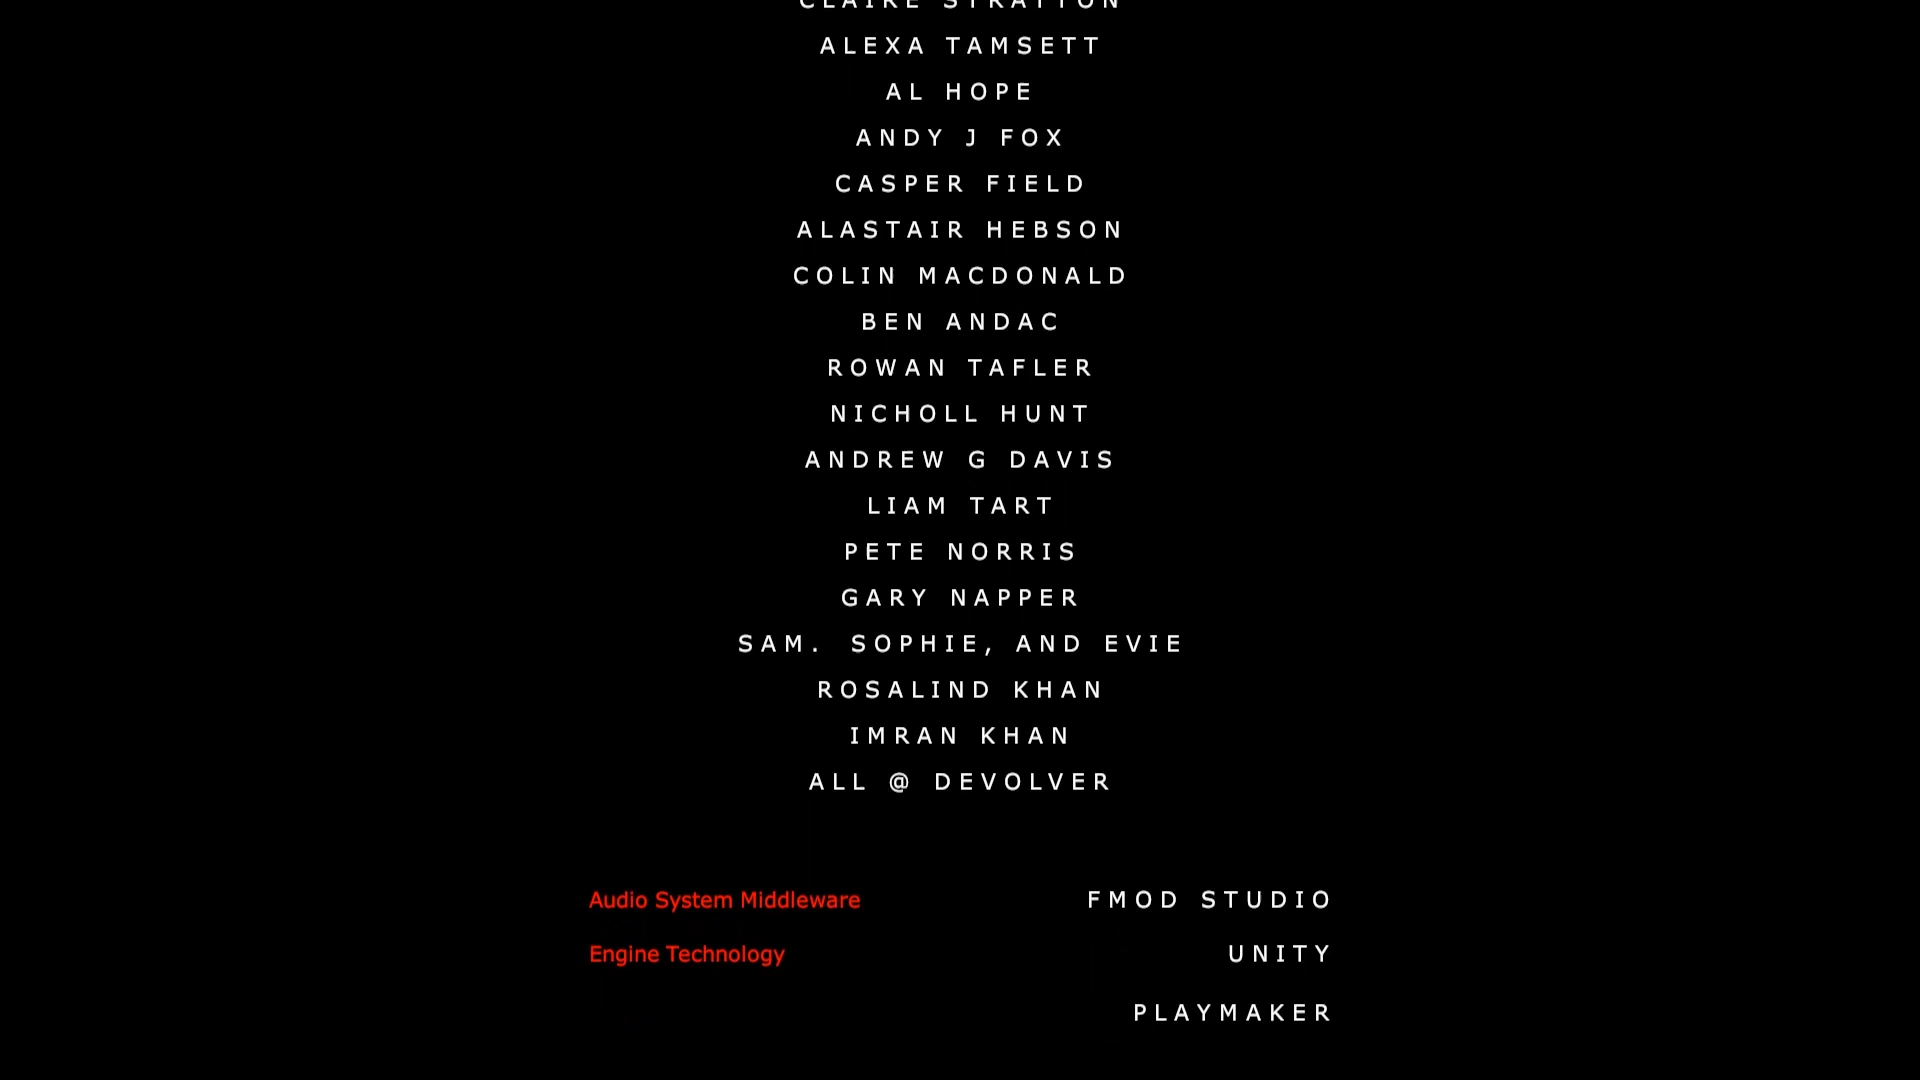 CLAIRE STRATTON
ALEXA TAMSETT
AL HOPE
ANDY J FOX
CASPER FIELD
ALASTAIR HEBSON
COLIN MACDONALD
BEN ANDAC
ROWAN TAFLER
NICHOLL HUNT
ANDREW G DAVIS
LIAM TART
PETE NORRIS
GARY NAPPER
SAM. SOPHIE, AND EVIE
ROSALIND KHAN
IMRAN KHAN
ALL @ DEVOLVER
Audio System Middleware FMOD STUDIO
Engine Technology UNITY
PLAYMAKER